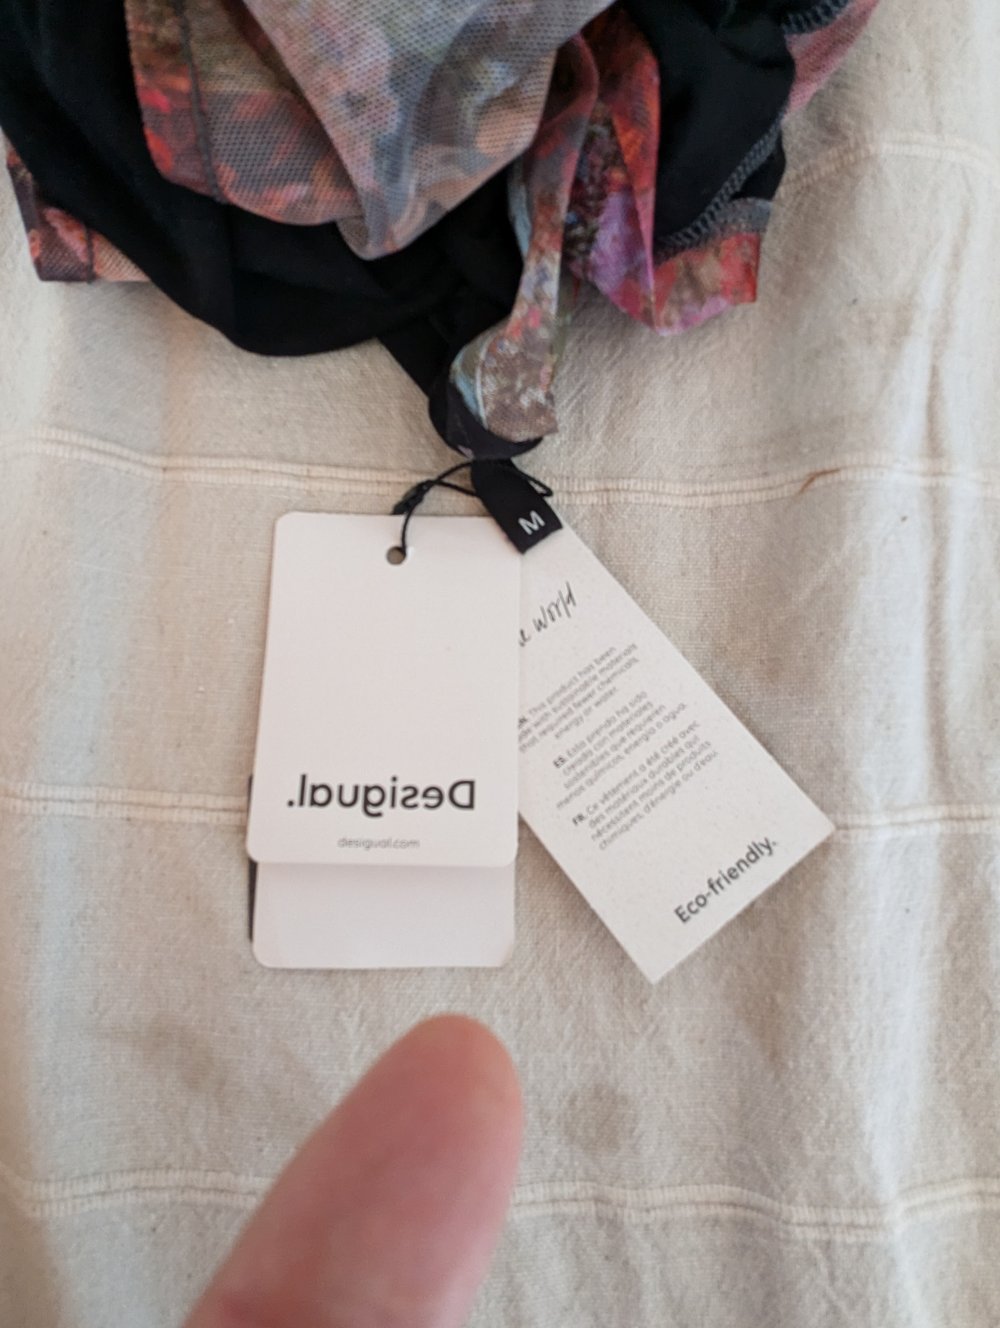 M
Desigual.
desigual.com
e World
EN. This product has been
de with sustainable materials
that required fewer chemicals,
energy or water.
ES. Esta prenda ha sido
creada con materiales
sostenibles que requieren
menos químicos, energía o agua.
FR. Ce vêtement a été créé avec
des matériaux durables qui
nécessitent moins de produits
chimiques, d'énergie ou d'eau.
Eco-friendly.